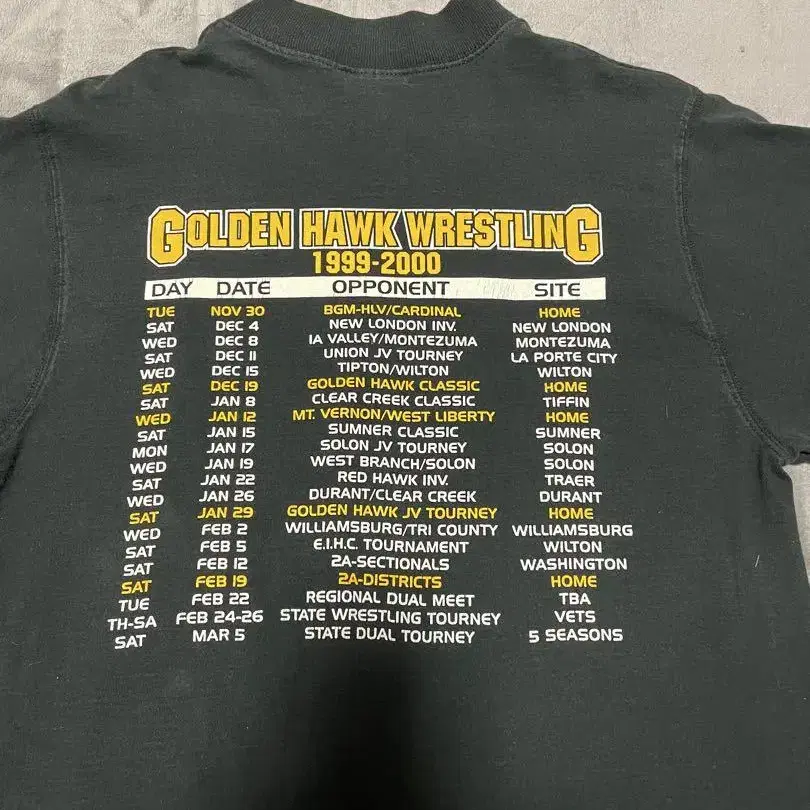 GOLDEN HAWK WRESTLING
1999-2000
DAY DATE OPPONENT SITE
TUE NOV 30 BGM-HLV/CARDINAL HOME
SAT DEC 4 NEW LONDON INV. NEW LONDON
WED DEC 8 IA VALLEY/MONTEZUMA MONTEZUMA
SAT DEC 11 UNION JV TOURNEY LA PORTE CITY
WED DEC 15 TIPTON/WILTON WILTON
SAT DEC 19 GOLDEN HAWK CLASSIC HOME
SAT JAN 8 CLEAR CREEK CLASSIC TIFFIN
WED JAN 12 MT. VERNON/WEST LIBERTY HOME
SAT JAN 15 SUMNER CLASSIC SUMNER
MON JAN 17 SOLON JV TOURNEY SOLON
WED JAN 19 WEST BRANCH/SOLON SOLON
SAT JAN 22 RED HAWK INV. TRAER
WED JAN 26 DURANT/CLEAR CREEK DURANT
SAT JAN 29 GOLDEN HAWK JV TOURNEY HOME
WED FEB 2 WILLIAMSBURG/TRI COUNTY WILLIAMSBURG
SAT FEB 5 E.I.H.C. TOURNAMENT WILTON
SAT FEB 12 2A-SECTIONALS WASHINGTON
SAT FEB 19 2A-DISTRICTS HOME
TUE FEB 22 REGIONAL DUAL MEET TBA
TH-SA FEB 24-26 STATE WRESTLING TOURNEY VETS
SAT MAR 5 STATE DUAL TOURNEY 5 SEASONS